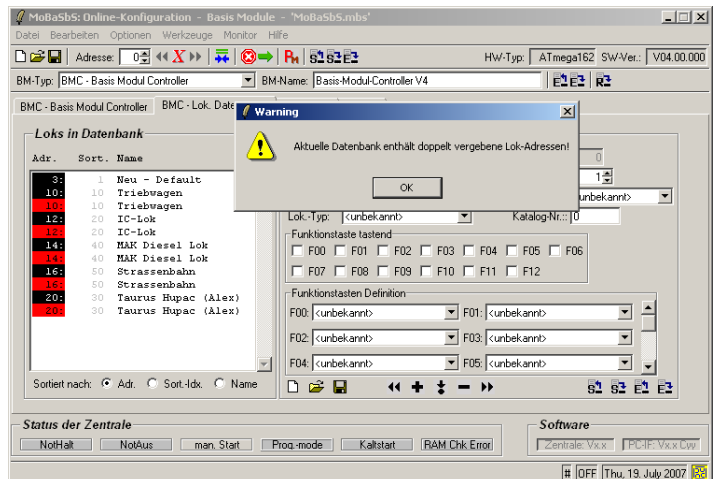 MoBaSbS: Online-Konfiguration - Basis Module - 'MoBaSbS.mbs'
Datei Bearbeiten Optionen Werkzeuge Monitor Hilfe
Adresse: 0 X HW-Typ: ATmega162 SW-Ver.: V04.00.000
BM-Typ: BMC - Basis Modul Controller BM-Name: Basis-Modul-Controller V4
BMC - Basis Modul Controller BMC - Lok. Date
Warning
Aktuelle Datenbank enthält doppelt vergebene Lok-Adressen!
OK
Loks in Datenbank
Adr. Sort. Name
3: 1 Neu - Default
10: 10 Triebwagen
10: 10 Triebwagen
12: 20 IC-Lok
12: 20 IC-Lok
14: 40 MAK Diesel Lok
14: 40 MAK Diesel Lok
16: 50 Strassenbahn
16: 50 Strassenbahn
20: 30 Taurus Hupac (Alex)
20: 30 Taurus Hupac (Alex)
Sortiert nach: Adr. Sort.-Idx. Name
0
1
unbekannt>
Lok.-Typ: <unbekannt> Katalog-Nr.:: 0
Funktionstaste tastend
F00 F01 F02 F03 F04 F05 F06
F07 F08 F09 F10 F11 F12
Funktionstasten Definition
F00: <unbekannt> F01: <unbekannt>
F02: <unbekannt> F03: <unbekannt>
F04: <unbekannt> F05: <unbekannt>
Status der Zentrale
NotHalt NotAus man. Start Prog.-mode Kaltstart RAM Chk Error
Software
Zentrale: Vx.x PC-IF: Vx.x Cyy
# OFF Thu, 19. July 2007